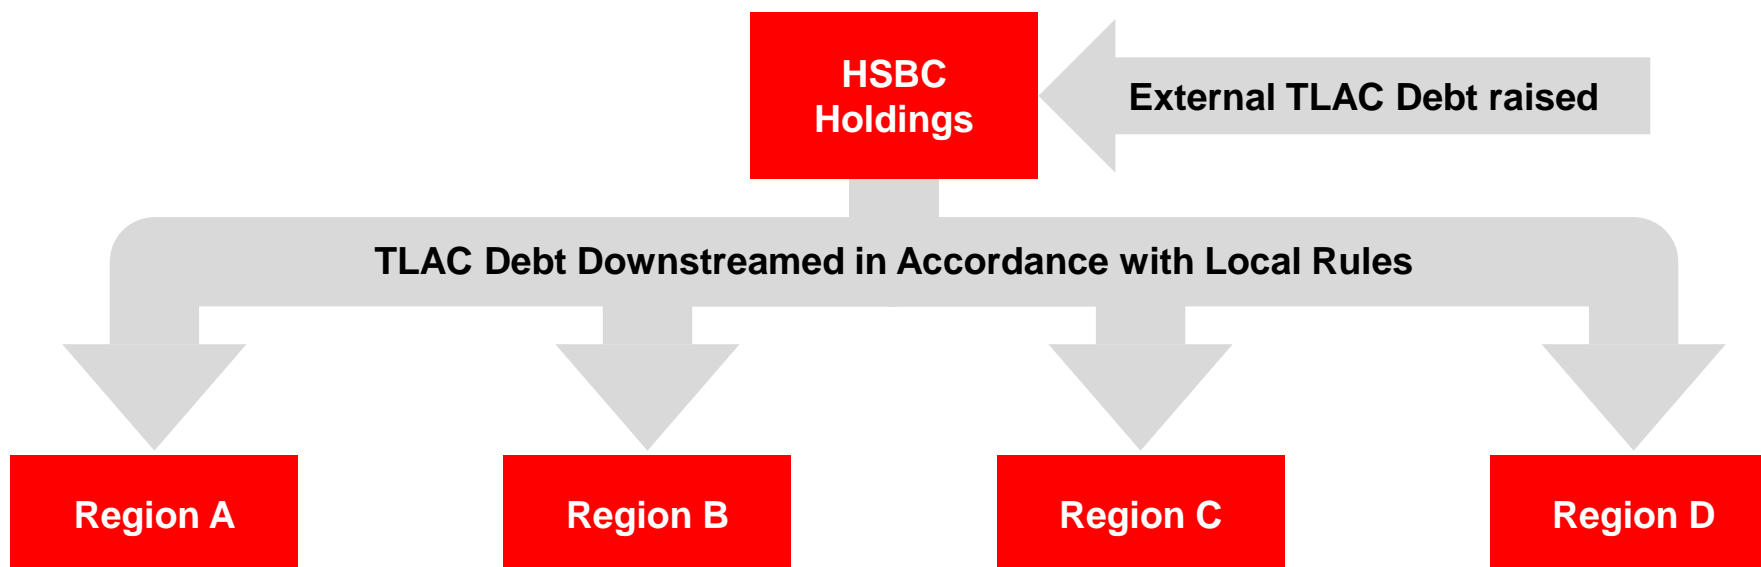 HSBC
Holdings
External TLAC Debt raised
TLAC Debt Downstreamed in Accordance with Local Rules
Region A
Region B
Region C
Region D